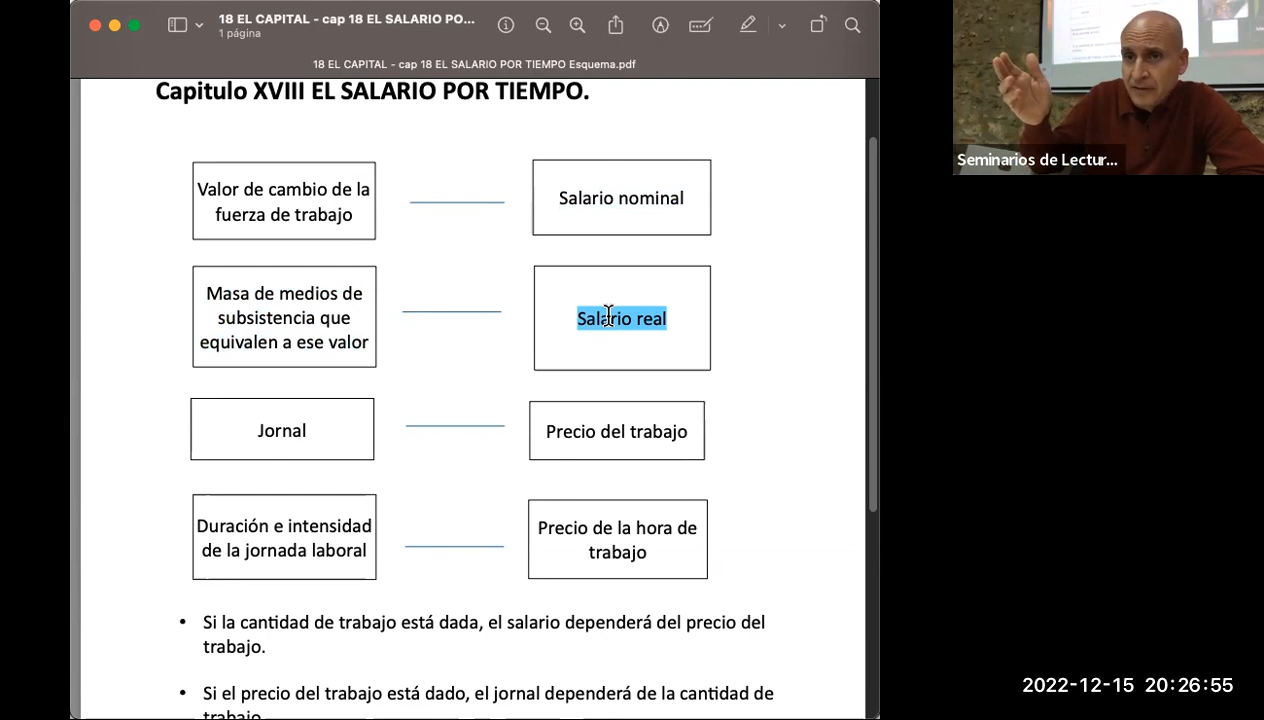 18 EL CAPITAL - cap 18 EL SALARIO PO...
1 página
18 EL CAPITAL - cap 18 EL SALARIO POR TIEMPO Esquema.pdf
Capitulo XVIII EL SALARIO POR TIEMPO.
Valor de cambio de la
fuerza de trabajo
Salario nominal
Masa de medios de
subsistencia que
equivalen a ese valor
Salario real
Jornal
Precio del trabajo
Duración e intensidad
de la jornada laboral
Precio de la hora de
trabajo
• Si la cantidad de trabajo está dada, el salario dependerá del precio del
trabajo.
• Si el precio del trabajo está dado, el jornal dependerá de la cantidad de
trabajo
Seminarios de Lectur...
2022-12-15 20:26:55